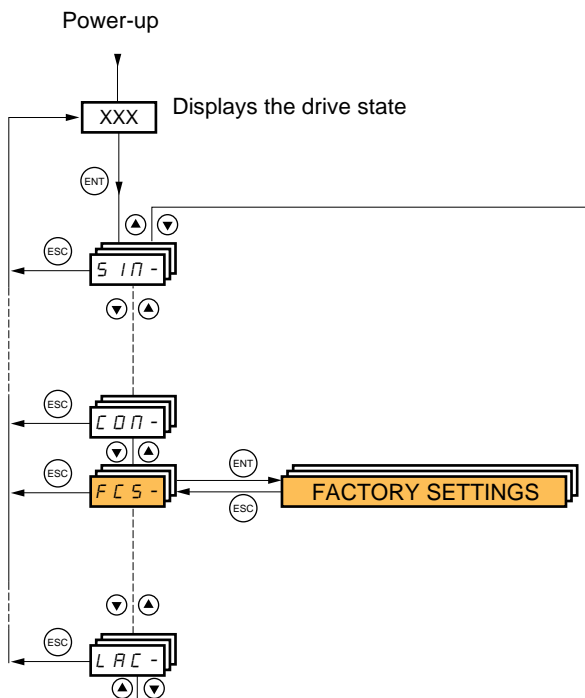 Power-up
XXX
Displays the drive state
ENT
ESC
SIM-
ESC
COM-
ESC
FCS-
ENT
ESC
FACTORY SETTINGS
ESC
LAC-